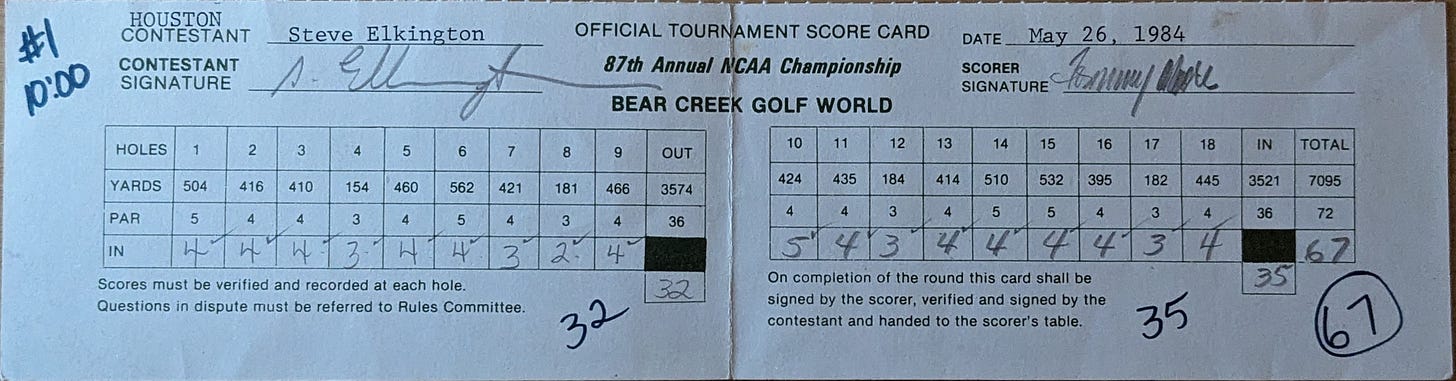 #1
10:00
HOUSTON
CONTESTANT Steve Elkington
CONTESTANT
SIGNATURE S. Elkington
OFFICIAL TOURNAMENT SCORE CARD
87th Annual NCAA Championship
BEAR CREEK GOLF WORLD
DATE May 26, 1984
SCORER
SIGNATURE Tommy Moore
HOLES 1 2 3 4 5 6 7 8 9 OUT
YARDS 504 416 410 154 460 562 421 181 466 3574
PAR 5 4 4 3 4 5 4 3 4 36
IN 4 4 4 3 4 4 3 2 4
32
Scores must be verified and recorded at each hole.
Questions in dispute must be referred to Rules Committee.
32
10 11 12 13 14 15 16 17 18 IN TOTAL
424 435 184 414 510 532 395 182 445 3521 7095
4 4 3 4 5 5 4 3 4 36 72
5 4 3 4 4 4 4 3 4 67
35
On completion of the round this card shall be
signed by the scorer, verified and signed by the
contestant and handed to the scorer's table.
35
67